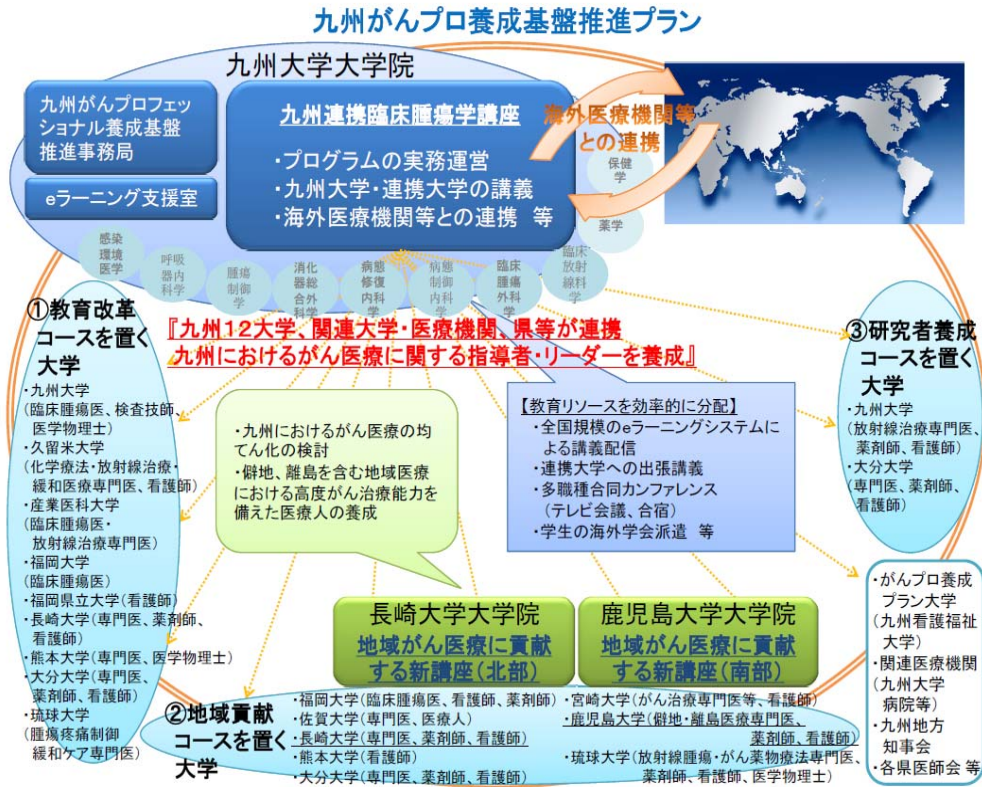 九州がんプロ養成基盤推進プラン
九州大学大学院
九州がんプロフェッ
ショナル養成基盤
推進事務局
eラーニング支援室
九州連携臨床腫瘍学講座
・プログラムの実務運営
・九州大学・連携大学の講義
・海外医療機関等との連携 等
海外医療機関等
との連携
保健
学
薬学
臨床
放射
線科
学
臨床
腫瘍
外科
学
病態
制御
内科
学
病態
修復
内科
学
消化
器総
合外
科学
腫瘍
制御
学
呼吸
器内
科学
感染
環境
医学
『九州12大学、関連大学・医療機関、県等が連携
九州におけるがん医療に関する指導者・リーダーを養成』
①教育改革
コースを置く
大学
・九州大学
(臨床腫瘍医、検査技師、
医学物理士)
・久留米大学
(化学療法・放射線治療・
緩和医療専門医、看護師)
・産業医科大学
(臨床腫瘍医・
放射線治療専門医)
・福岡大学
(臨床腫瘍医)
・福岡県立大学(看護師)
・長崎大学(専門医、薬剤師、
看護師)
・熊本大学(専門医、医学物理士)
・大分大学(専門医、
薬剤師、看護師)
・琉球大学
(腫瘍疼痛制御
緩和ケア専門医)
・九州におけるがん医療の均
てん化の検討
・僻地、離島を含む地域医療
における高度がん治療能力を
備えた医療人の養成
【教育リソースを効率的に分配】
・全国規模のeラーニングシステムに
よる講義配信
・連携大学への出張講義
・多職種合同カンファレンス
(テレビ会議、合宿)
・学生の海外学会派遣 等
③研究者養成
コースを置く
大学
・九州大学
(放射線治療専門医、
薬剤師、看護師)
・大分大学
(専門医、薬剤師、
看護師)
長崎大学大学院
地域がん医療に貢献
する新講座(北部)
鹿児島大学大学院
地域がん医療に貢献
する新講座(南部)
②地域貢献
コースを置く
大学
・福岡大学(臨床腫瘍医、看護師、薬剤師)
・佐賀大学(専門医、医療人)
・長崎大学(専門医、薬剤師、看護師)
・熊本大学(看護師)
・大分大学(専門医、薬剤師、看護師)
・宮崎大学(がん治療専門医等、看護師)
・鹿児島大学(僻地・離島医療専門医、
薬剤師、看護師)
・琉球大学(放射線腫瘍・がん薬物療法専門医、
薬剤師、看護師、医学物理士)
・がんプロ養成
プラン大学
(九州看護福祉
大学)
・関連医療機関
(九州大学
病院等)
・九州地方
知事会
・各県医師会 等